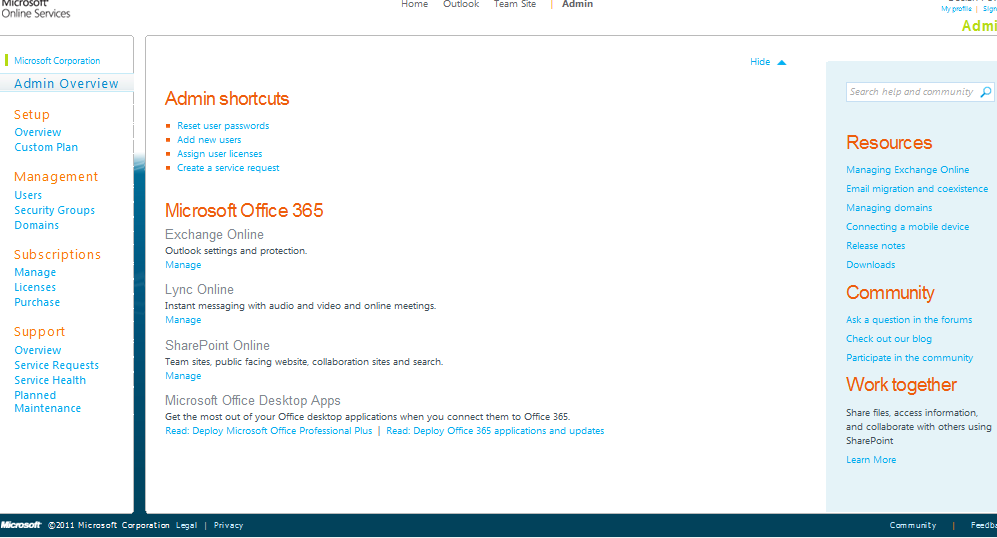 Microsoft
Online Services
Home Outlook Team Site | Admin
My profile | Sign
Admi
Microsoft Corporation
Admin Overview
Setup
Overview
Custom Plan
Management
Users
Security Groups
Domains
Subscriptions
Manage
Licenses
Purchase
Support
Overview
Service Requests
Service Health
Planned
Maintenance
Hide
Admin shortcuts
Reset user passwords
Add new users
Assign user licenses
Create a service request
Microsoft Office 365
Exchange Online
Outlook settings and protection.
Manage
Lync Online
Instant messaging with audio and video and online meetings.
Manage
SharePoint Online
Team sites, public facing website, collaboration sites and search.
Manage
Microsoft Office Desktop Apps
Get the most out of your Office desktop applications when you connect them to Office 365.
Read: Deploy Microsoft Office Professional Plus | Read: Deploy Office 365 applications and updates
Search help and community
Resources
Managing Exchange Online
Email migration and coexistence
Managing domains
Connecting a mobile device
Release notes
Downloads
Community
Ask a question in the forums
Check out our blog
Participate in the community
Work together
Share files, access information,
and collaborate with others using
SharePoint
Learn More
Microsoft ©2011 Microsoft Corporation Legal | Privacy
Community | Feedba